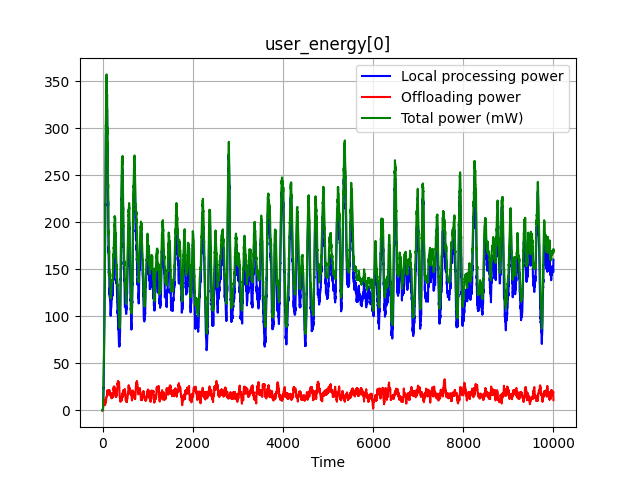 user_energy[0]
Local processing power
Offloading power
Total power (mW)
350
300
250
200
150
100
50
0
0 2000 4000 6000 8000 10000
Time